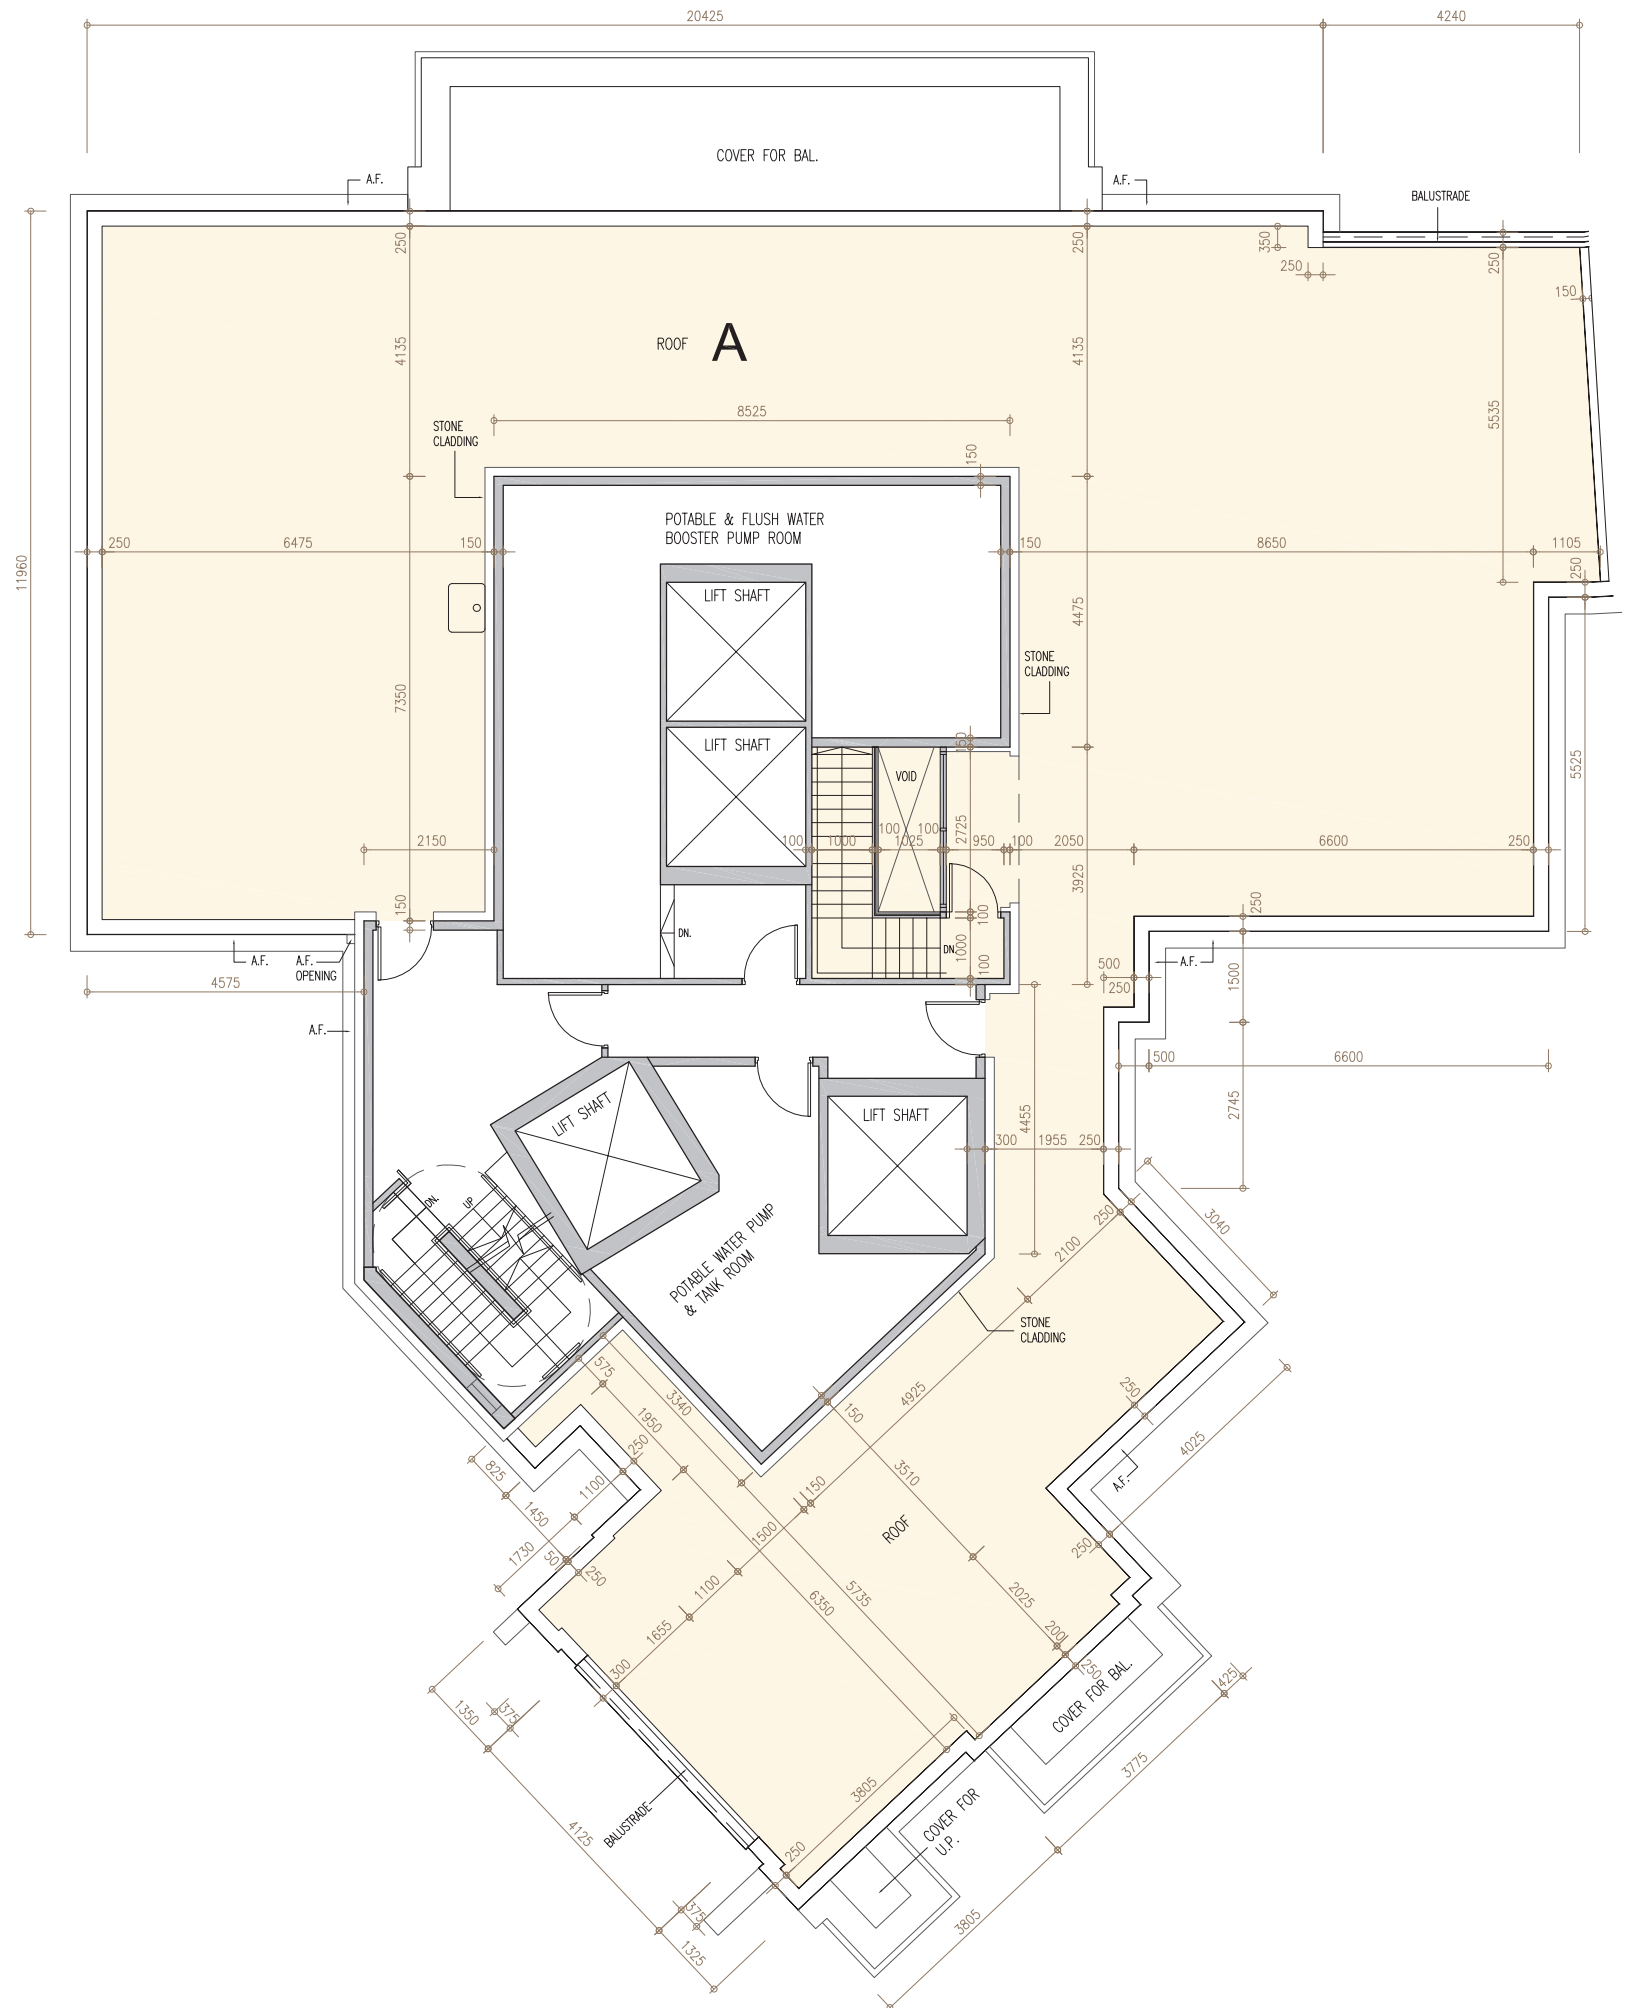 20425
4240
COVER FOR BAL.
A.F.
A.F.
BALUSTRADE
250
250
350
250
250
150
ROOF A
4135
4135
5535
11960
8525
STONE
CLADDING
150
POTABLE & FLUSH WATER
BOOSTER PUMP ROOM
250
6475
150
150
8650
1105
250
LIFT SHAFT
4475
STONE
CLADDING
7350
LIFT SHAFT
150
VOID
5525
2150
100
1000
100
1025
100
2725
950
100
2050
6600
250
3925
150
250
100
DN.
DN.
1000
100
A.F.
A.F.
OPENING
A.F.
500
250
1500
4575
A.F.
500
6600
LIFT SHAFT
LIFT SHAFT
4455
2745
300
1955
250
DN.
UP
250
3040
2100
POTABLE WATER PUMP
& TANK ROOM
STONE
CLADDING
575
3340
4925
250
1950
150
250
4025
825
1100
3510
150
A.F.
1450
1500
ROOF
1730
50
250
250
1100
5735
6350
2025
1655
200
300
250
COVER FOR BAL.
425
1350
375
3775
3805
BALUSTRADE
COVER FOR
U.P.
4125
250
375
3805
1325